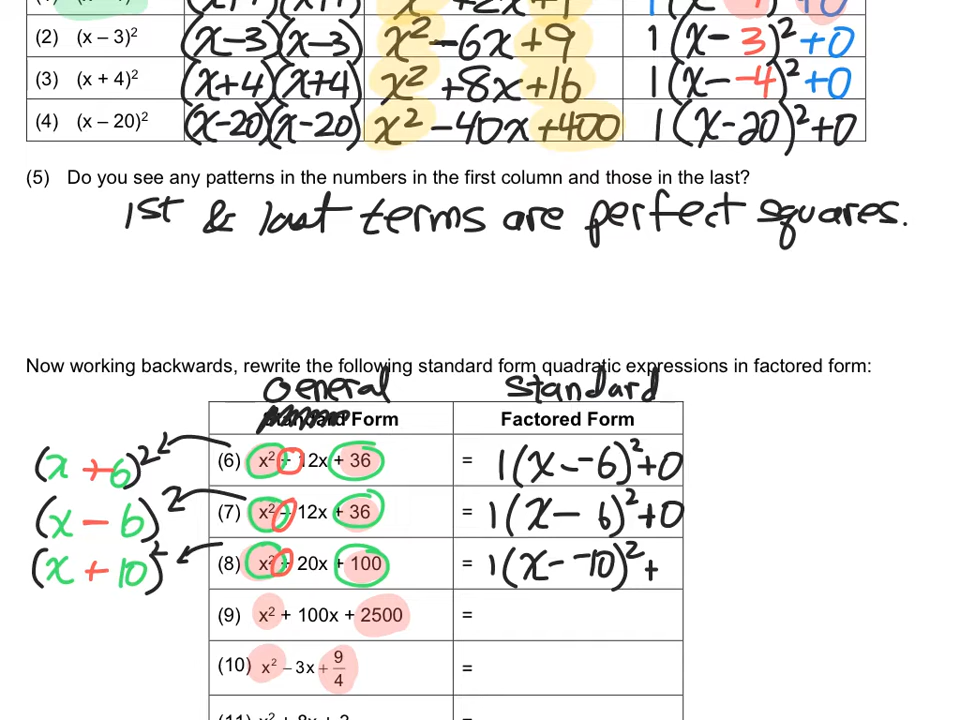 (2) (x – 3)² (x-3)(x-3) x²-6x+9 1(x-3)²+0
(3) (x + 4)² (x+4)(x+4) x²+8x+16 1(x--4)²+0
(4) (x – 20)² (x-20)(x-20) x²-40x+400 1(x-20)²+0
(5) Do you see any patterns in the numbers in the first column and those in the last?
1st & last terms are perfect squares.
Now working backwards, rewrite the following standard form quadratic expressions in factored form:
General Standard
Form Factored Form
(x+6)² (6) x² + 12x + 36 = 1(x--6)²+0
(x-6)² (7) x² – 12x + 36 = 1(x-6)²+0
(x+10)² (8) x² + 20x + 100 = 1(x--10)²+
(9) x² + 100x + 2500 =
(10) x² – 3x + 9/4 =